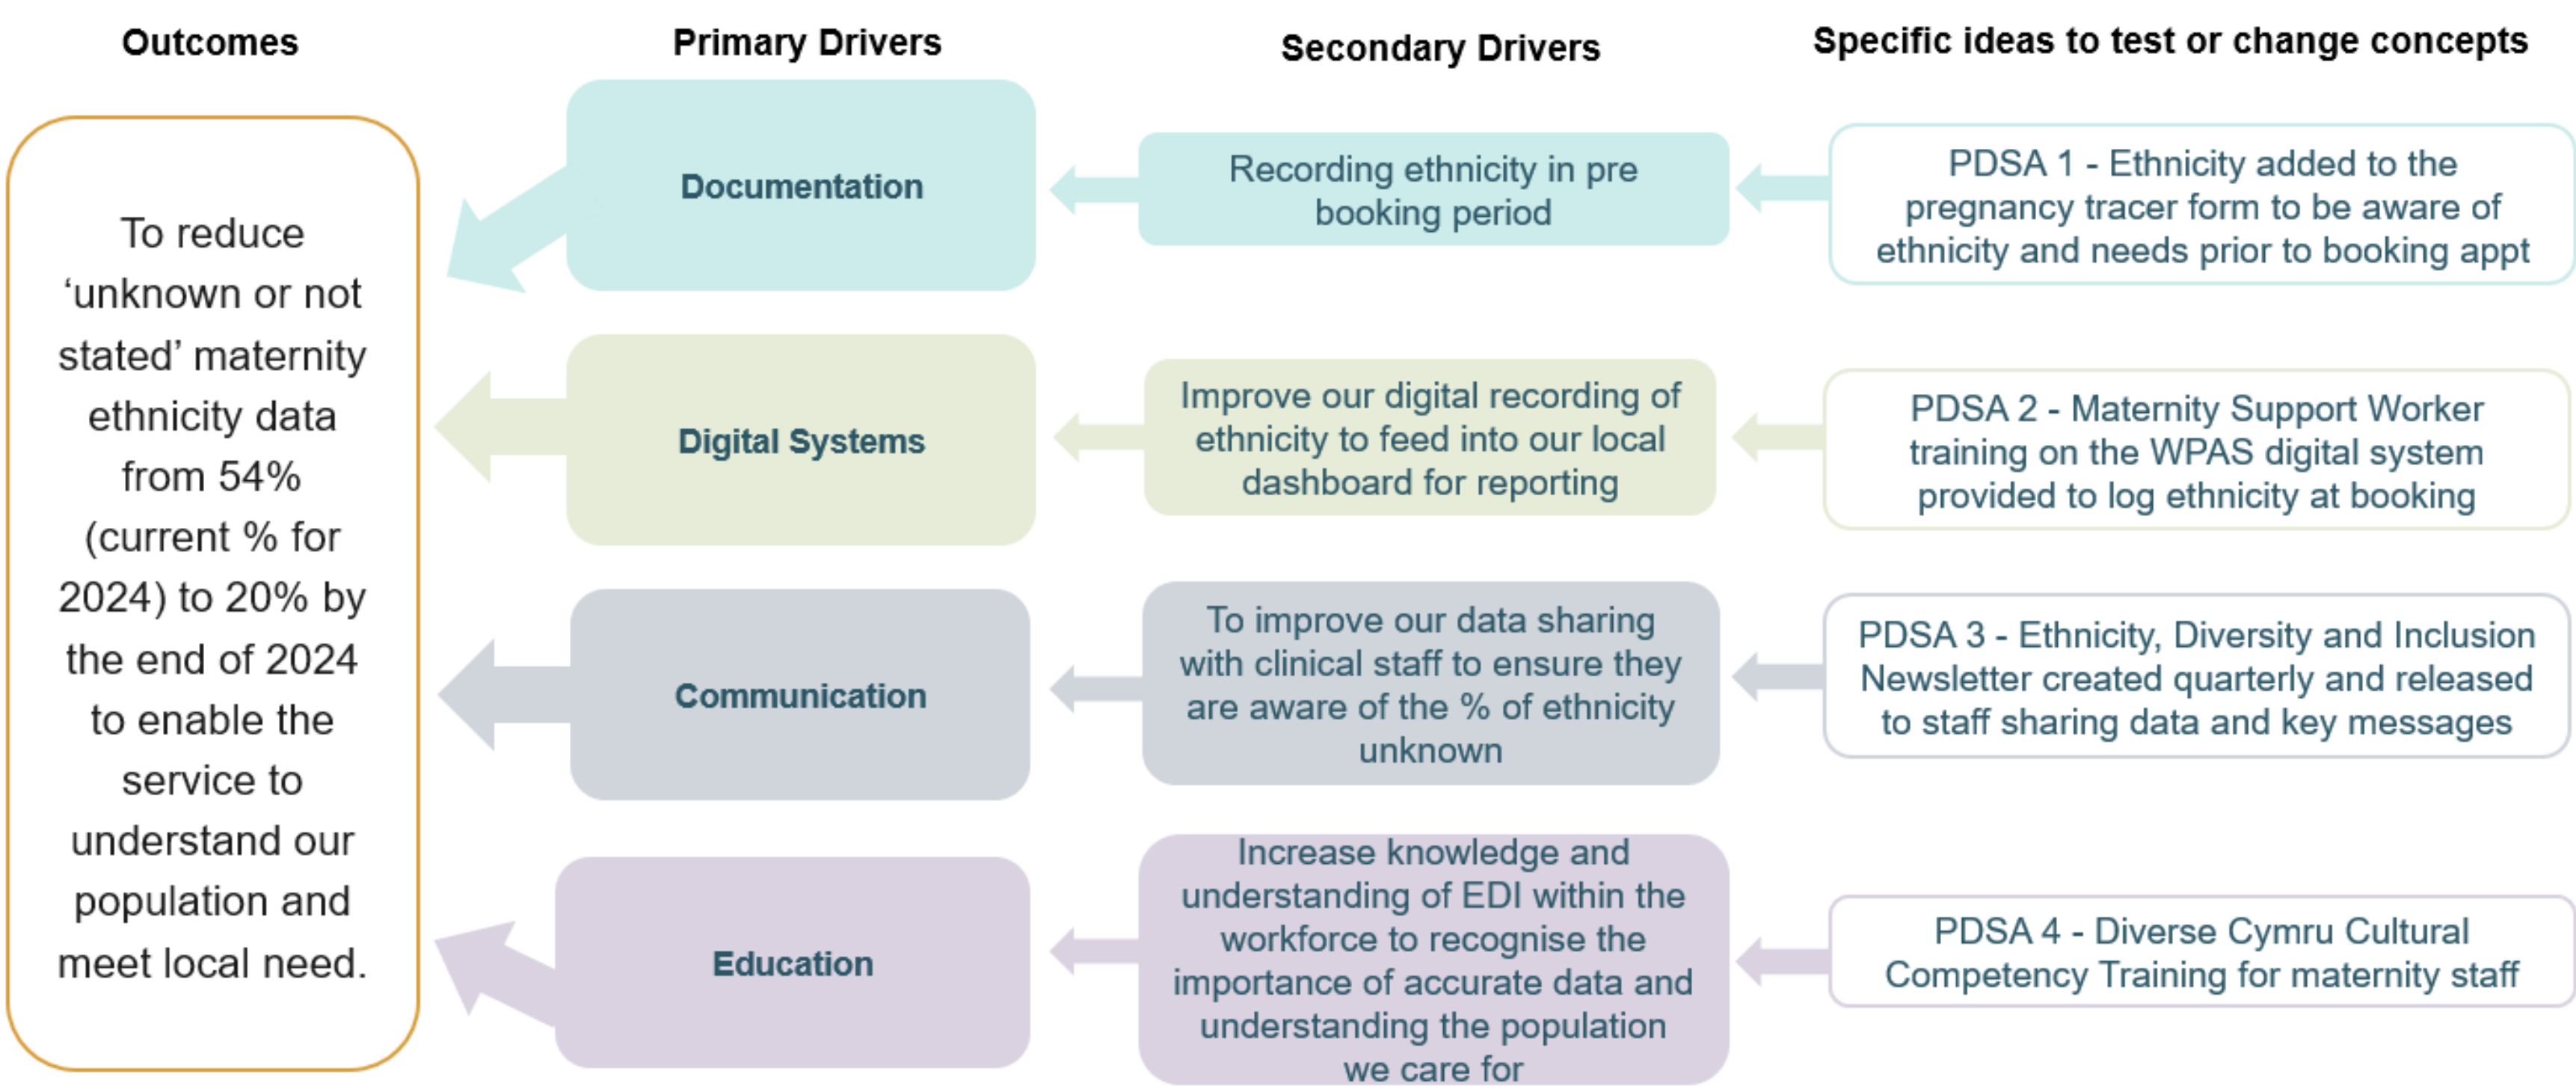 Outcomes
Primary Drivers
Secondary Drivers
Specific ideas to test or change concepts
To reduce
‘unknown or not
stated’ maternity
ethnicity data
from 54%
(current % for
2024) to 20% by
the end of 2024
to enable the
service to
understand our
population and
meet local need.
Documentation
Recording ethnicity in pre
booking period
PDSA 1 - Ethnicity added to the
pregnancy tracer form to be aware of
ethnicity and needs prior to booking appt
Digital Systems
Improve our digital recording of
ethnicity to feed into our local
dashboard for reporting
PDSA 2 - Maternity Support Worker
training on the WPAS digital system
provided to log ethnicity at booking
Communication
To improve our data sharing
with clinical staff to ensure they
are aware of the % of ethnicity
unknown
PDSA 3 - Ethnicity, Diversity and Inclusion
Newsletter created quarterly and released
to staff sharing data and key messages
Education
Increase knowledge and
understanding of EDI within the
workforce to recognise the
importance of accurate data and
understanding the population
we care for
PDSA 4 - Diverse Cymru Cultural
Competency Training for maternity staff